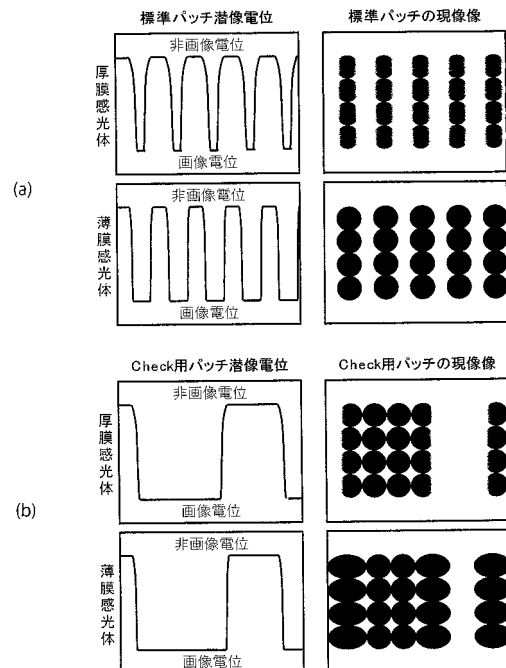 標準パッチ潜像電位
標準パッチの現像像
(a)
厚膜感光体
非画像電位
画像電位
薄膜感光体
非画像電位
画像電位
Check用パッチ潜像電位
Check用パッチの現像像
(b)
厚膜感光体
非画像電位
画像電位
薄膜感光体
非画像電位
画像電位